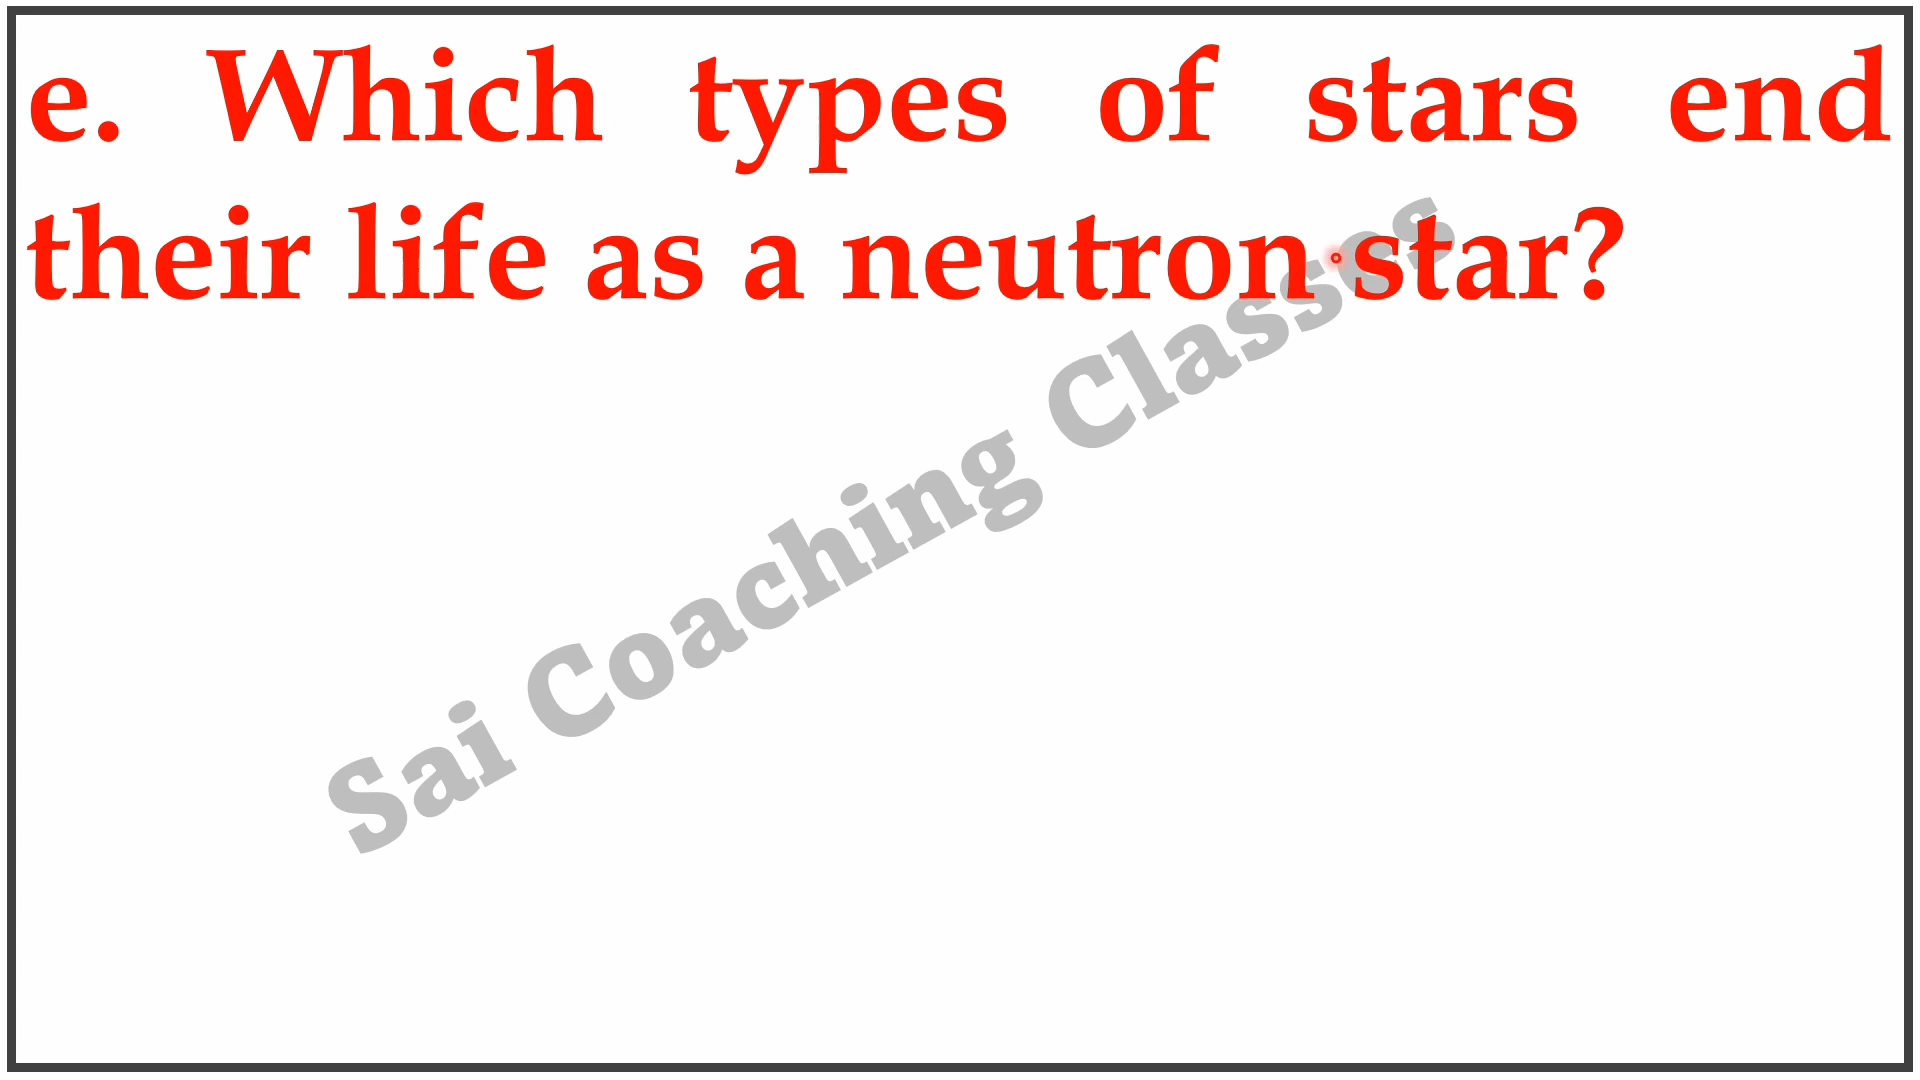 e. Which types of stars end
their life as a neutron star?
Sai Coaching Classes